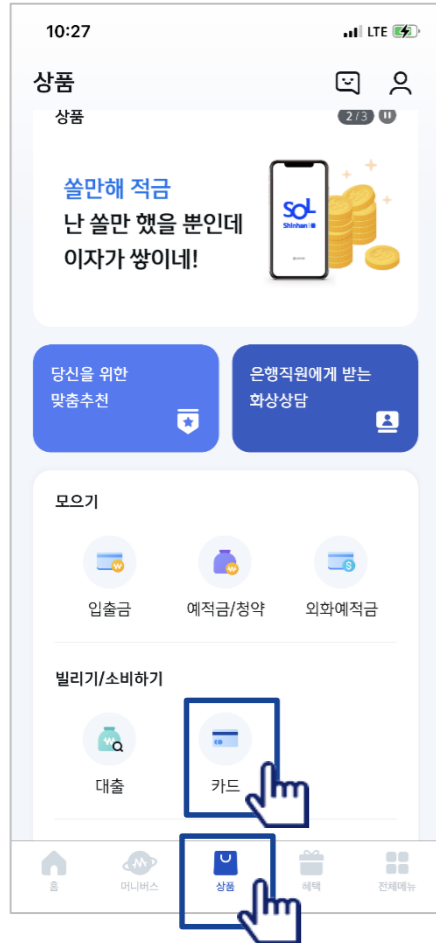 10:27
LTE
상품
상품
2/3
쏠만해 적금
난 쏠만 했을 뿐인데
이자가 쌓이네!
SOL
Shinhan
당신을 위한
맞춤추천
은행직원에게 받는
화상상담
모으기
입출금
예적금/청약
외화예적금
빌리기/소비하기
대출
카드
홈
머니버스
상품
혜택
전체메뉴